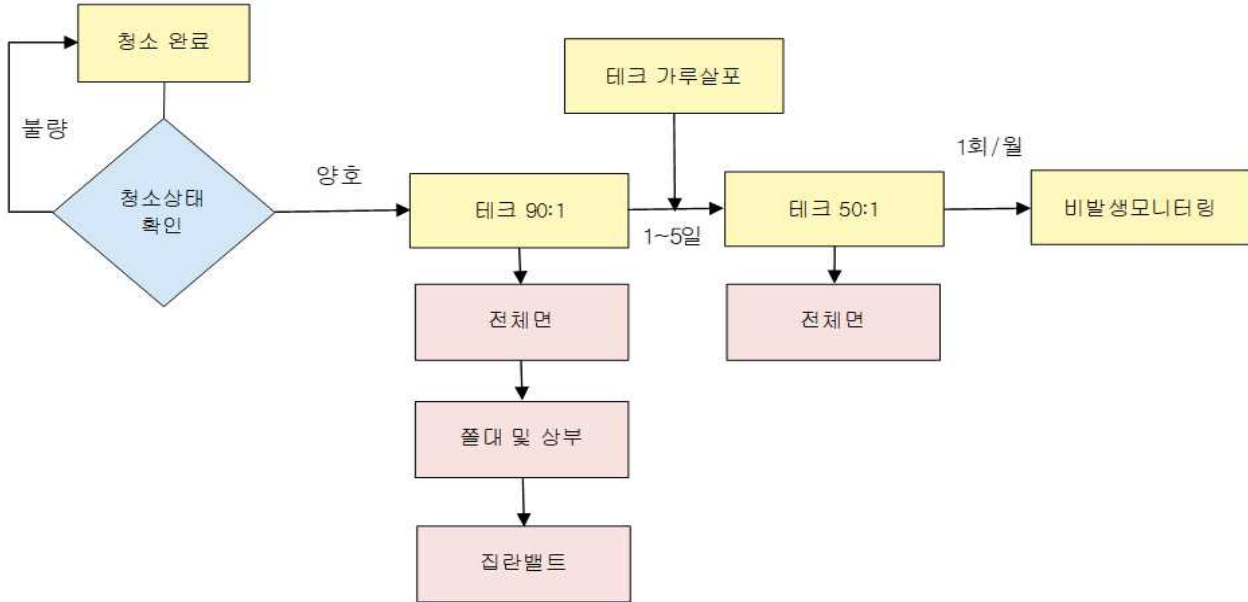 청소 완료
불량
청소상태
확인
양호
테크 90:1
테크 가루살포
1~5일
테크 50:1
1회/월
비발생모니터링
전체면
쫄대 및 상부
집란밸트
전체면